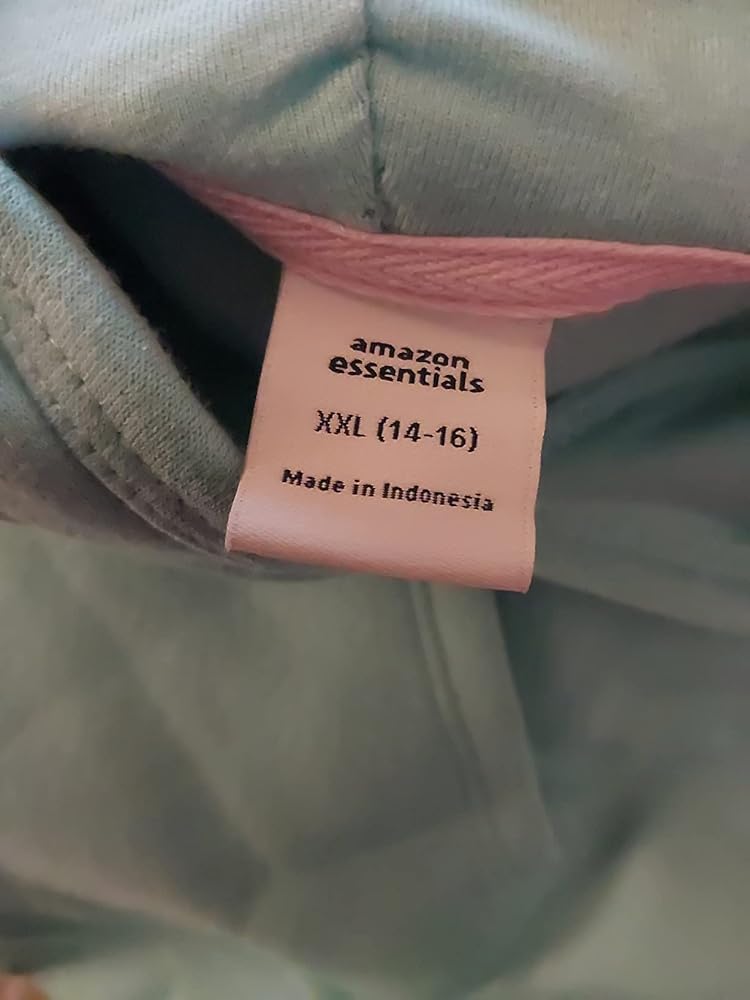 amazon
essentials
XXL (14-16)
Made in Indonesia